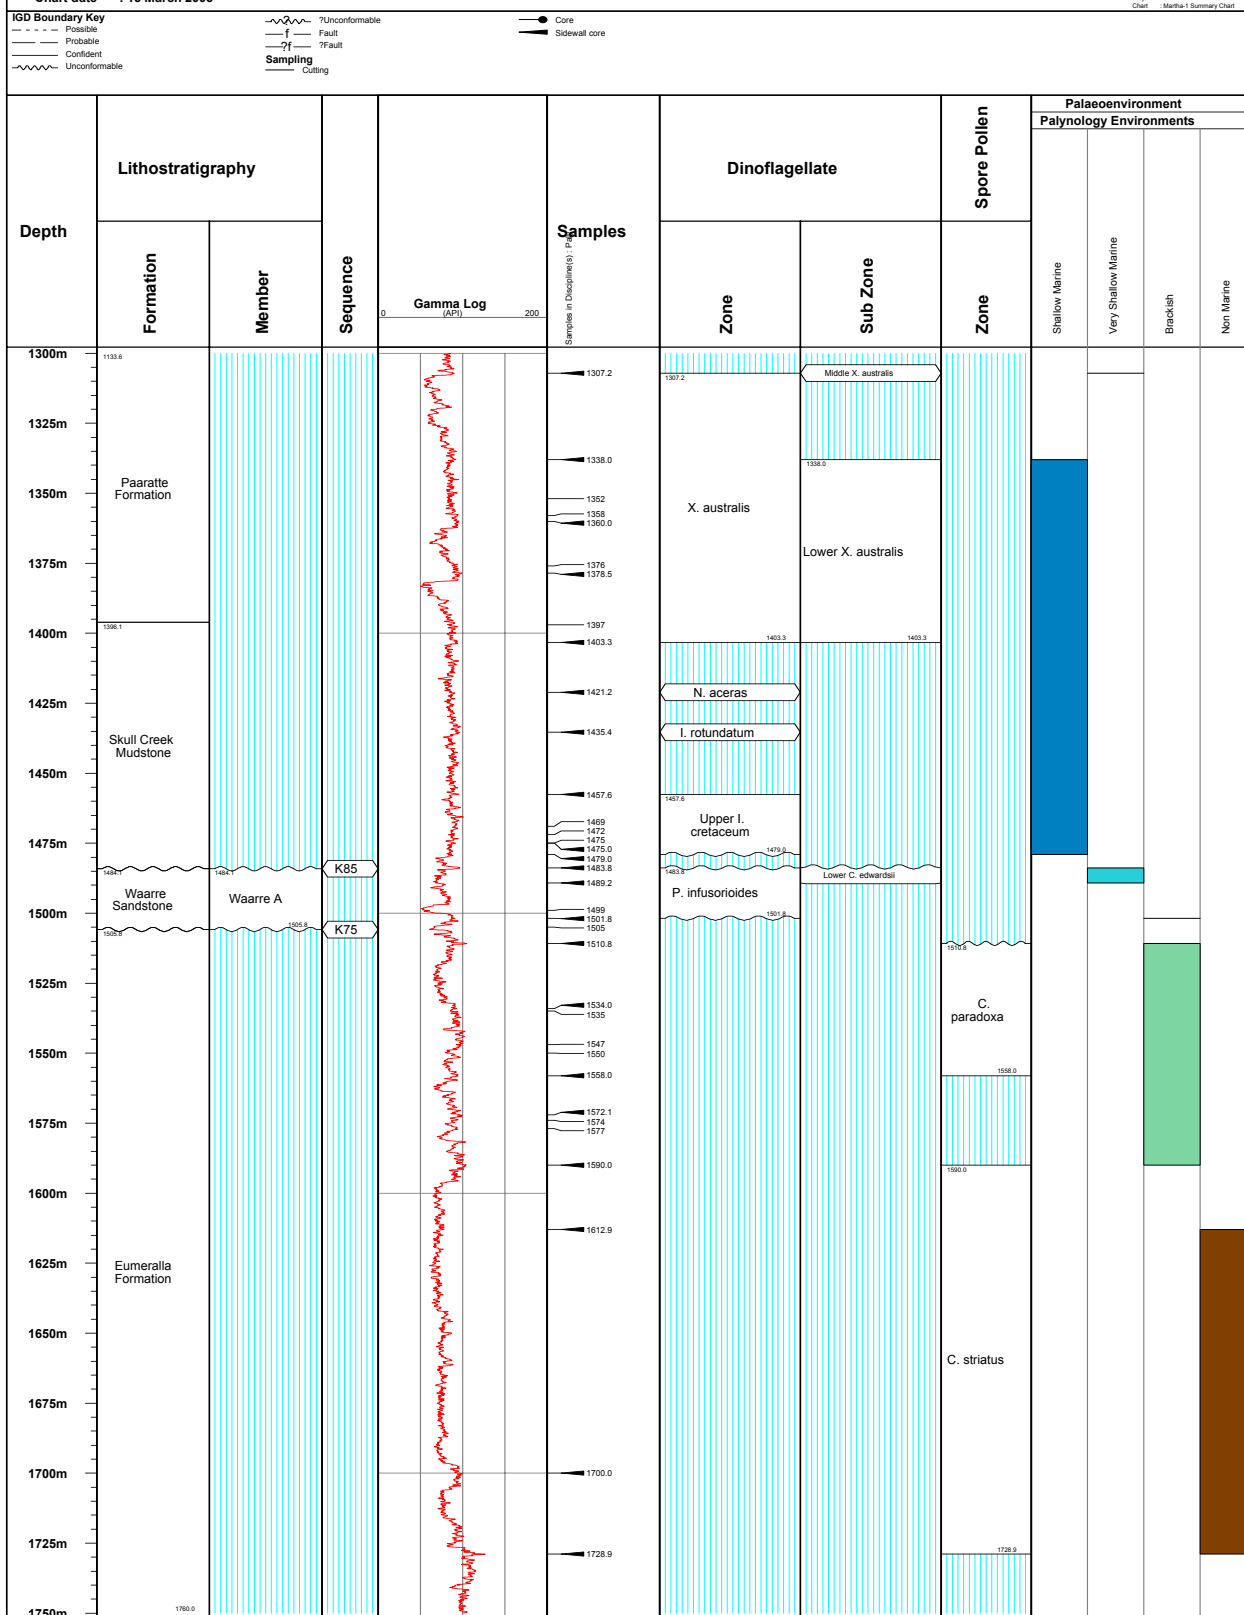 Chart : Martha-1 Summary Chart
IGD Boundary Key
Possible
Probable
Confident
Unconformable
? ?Unconformable
f Fault
?f ?Fault
Sampling
Cutting
Core
Sidewall core
Depth
Lithostratigraphy
Formation
Member
Sequence
Gamma Log
0 (API) 200
Samples
Samples in Discipline(s) : Pa
Dinoflagellate
Zone
Sub Zone
Spore Pollen
Zone
Palaeoenvironment
Palynology Environments
Shallow Marine
Very Shallow Marine
Brackish
Non Marine
1300m
1325m
1350m
1375m
1400m
1425m
1450m
1475m
1500m
1525m
1550m
1575m
1600m
1625m
1650m
1675m
1700m
1725m
1750m
1133.6
Paaratte
Formation
1396.1
Skull Creek
Mudstone
1484.1
Waarre
Sandstone
1505.8
Eumeralla
Formation
1760.0
1484.1
Waarre A
1505.8
K85
K75
1307.2
1338.0
1352
1358
1360.0
1376
1378.5
1397
1403.3
1421.2
1435.4
1457.6
1469
1472
1475
1475.0
1479.0
1483.8
1489.2
1499
1501.8
1505
1510.8
1534.0
1535
1547
1550
1558.0
1572.1
1574
1577
1590.0
1612.9
1700.0
1728.9
1307.2
X. australis
1403.3
N. aceras
I. rotundatum
1457.6
Upper I.
cretaceum
1479.0
1483.8
P. infusorioides
1501.8
Middle X. australis
1338.0
Lower X. australis
1403.3
Lower C. edwardsii
1510.8
C.
paradoxa
1558.0
1590.0
C. striatus
1728.9